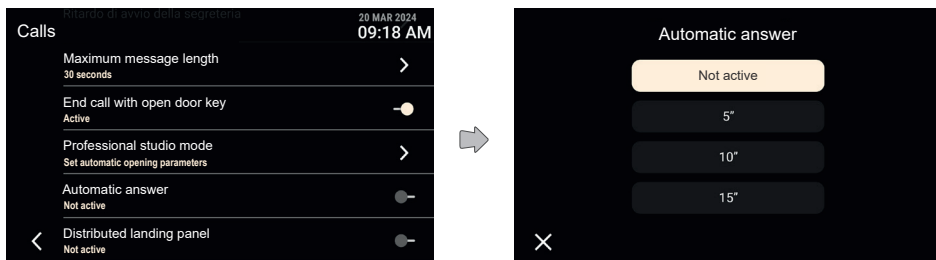 Ritardo di avvio della segreteria
Calls
20 MAR 2024
09:18 AM
Maximum message length
30 seconds
End call with open door key
Active
Professional studio mode
Set automatic opening parameters
Automatic answer
Not active
Distributed landing panel
Not active
Automatic answer
Not active
5”
10”
15”